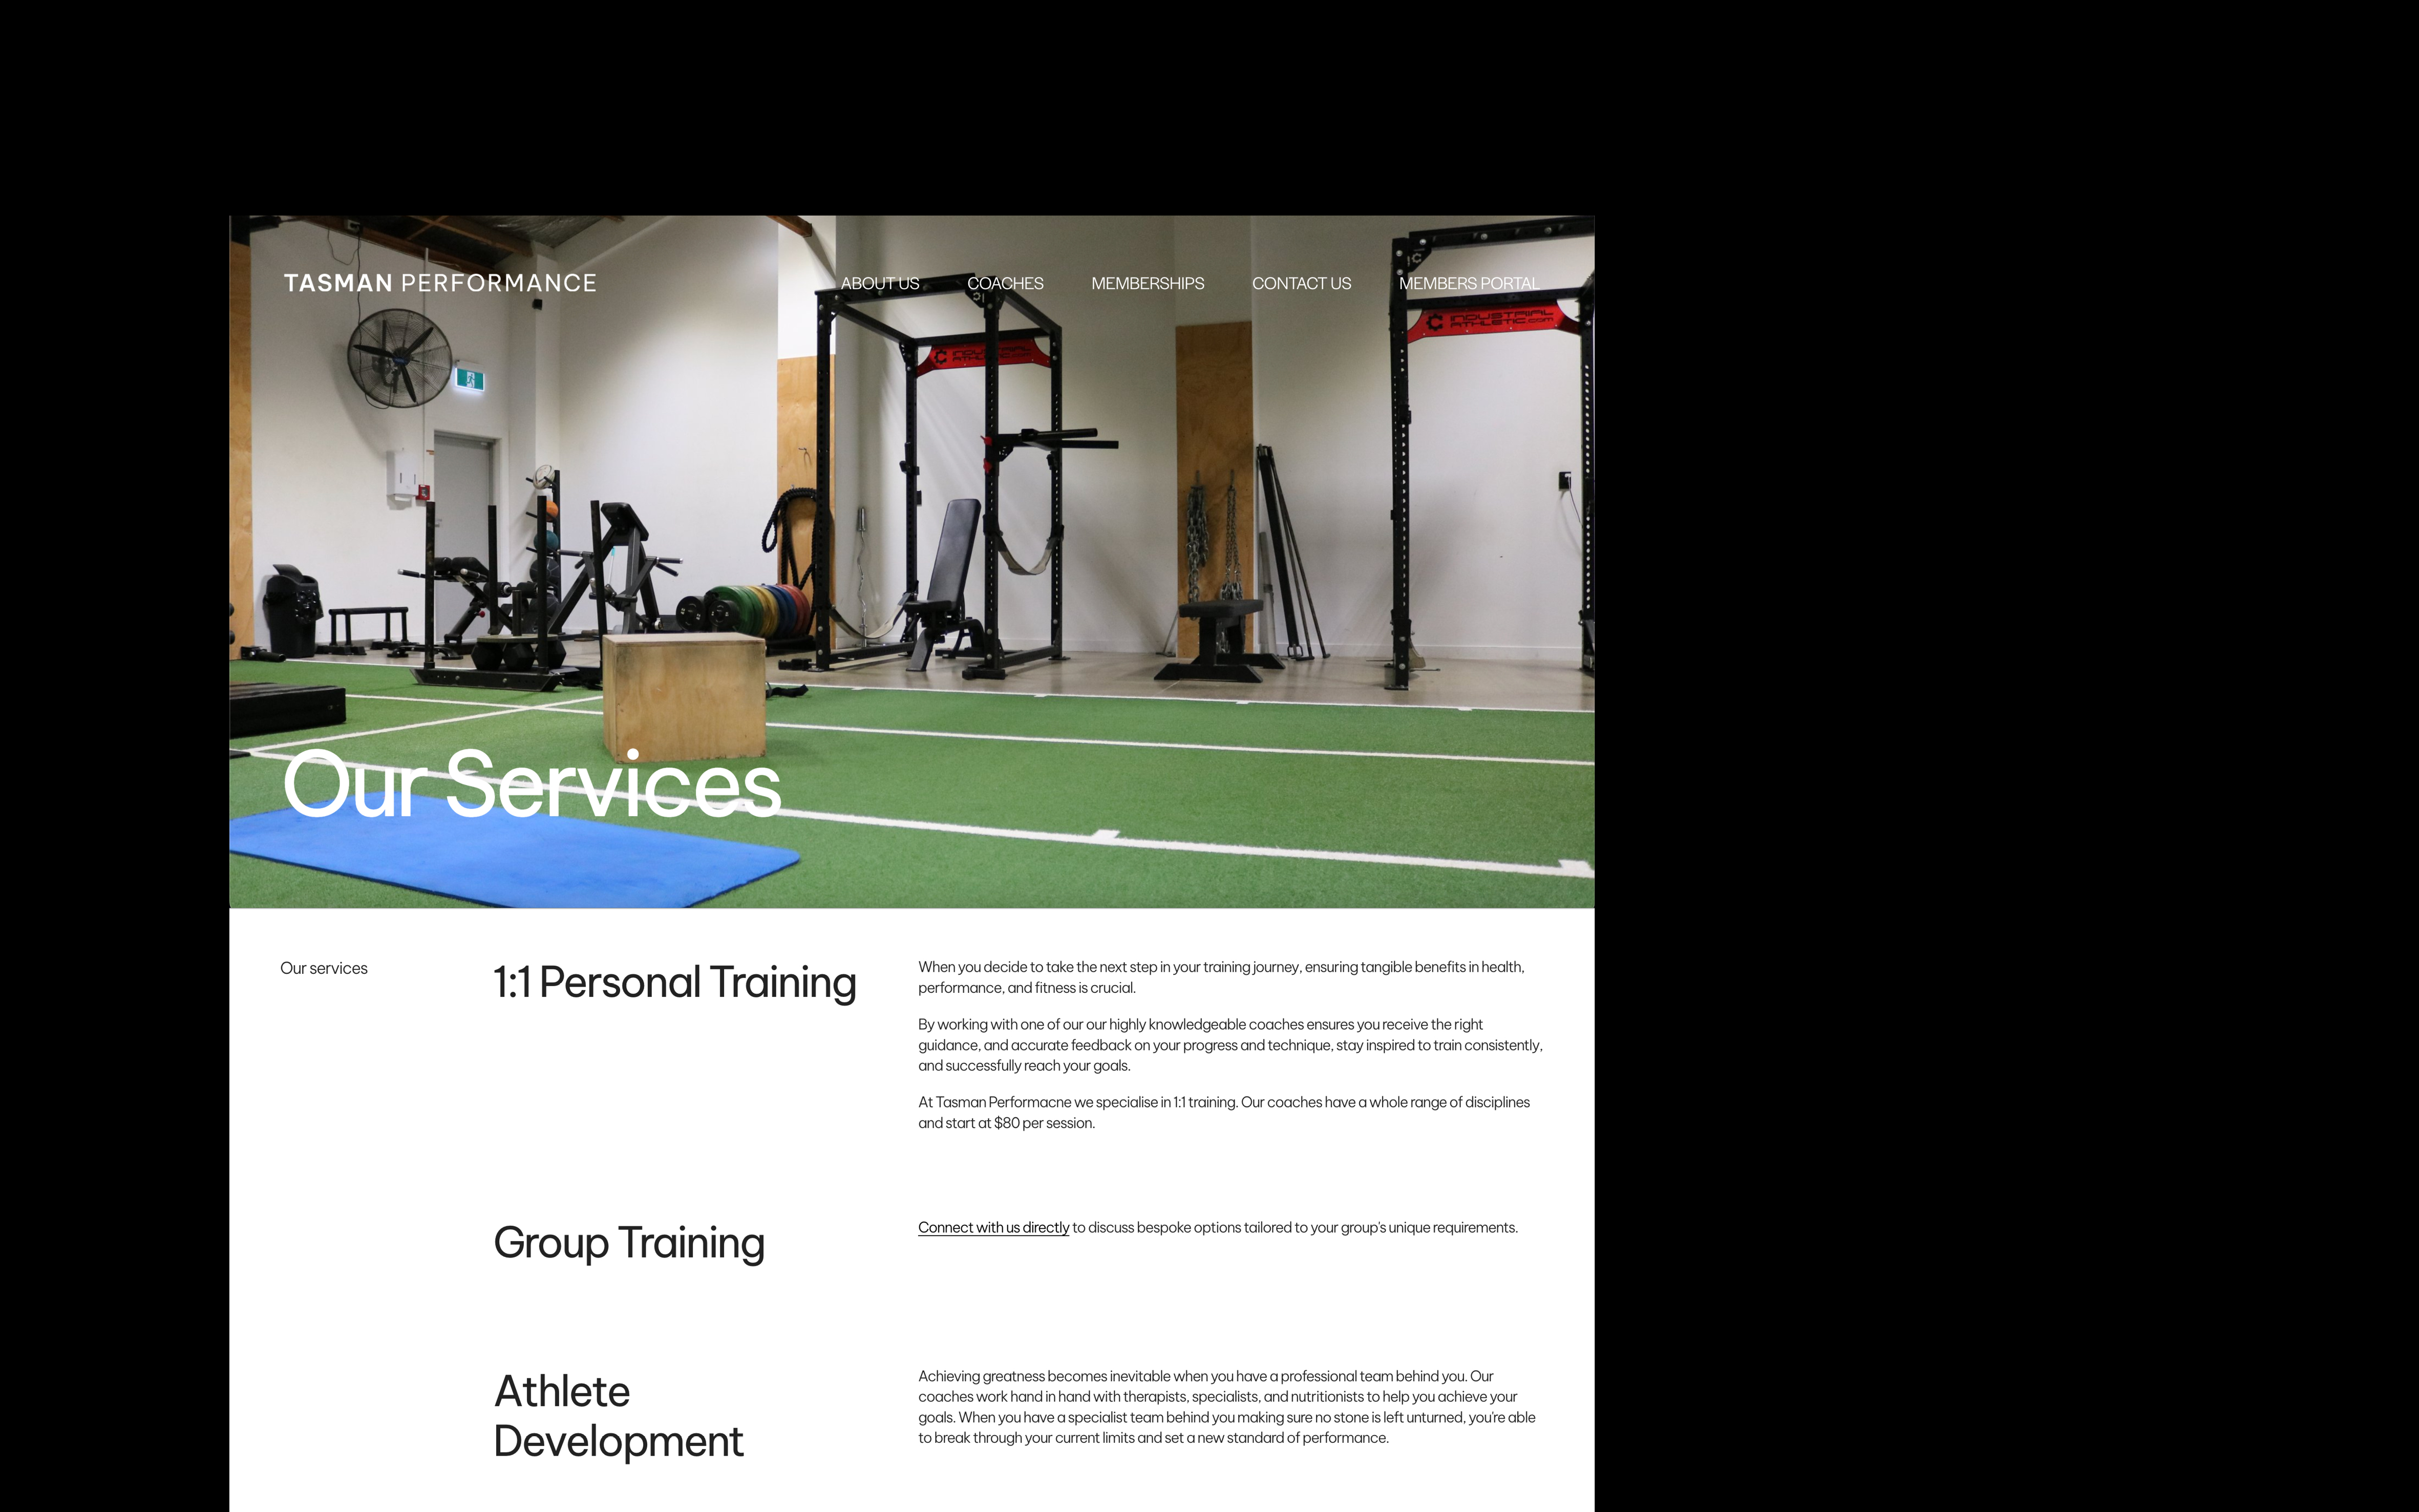 TASMAN PERFORMANCE
ABOUT US
COACHES
MEMBERSHIPS
CONTACT US
MEMBERS PORTAL
INDUSTRIAL
ATHLETIC.com
INDUSTRIAL
ATHLETIC.com
Our Services
Our services
1:1 Personal Training
When you decide to take the next step in your training journey, ensuring tangible benefits in health,
performance, and fitness is crucial.
By working with one of our our highly knowledgeable coaches ensures you receive the right
guidance, and accurate feedback on your progress and technique, stay inspired to train consistently,
and successfully reach your goals.
At Tasman Performacne we specialise in 1:1 training. Our coaches have a whole range of disciplines
and start at $80 per session.
Group Training
Connect with us directly to discuss bespoke options tailored to your group's unique requirements.
Athlete
Development
Achieving greatness becomes inevitable when you have a professional team behind you. Our
coaches work hand in hand with therapists, specialists, and nutritionists to help you achieve your
goals. When you have a specialist team behind you making sure no stone is left unturned, you're able
to break through your current limits and set a new standard of performance.